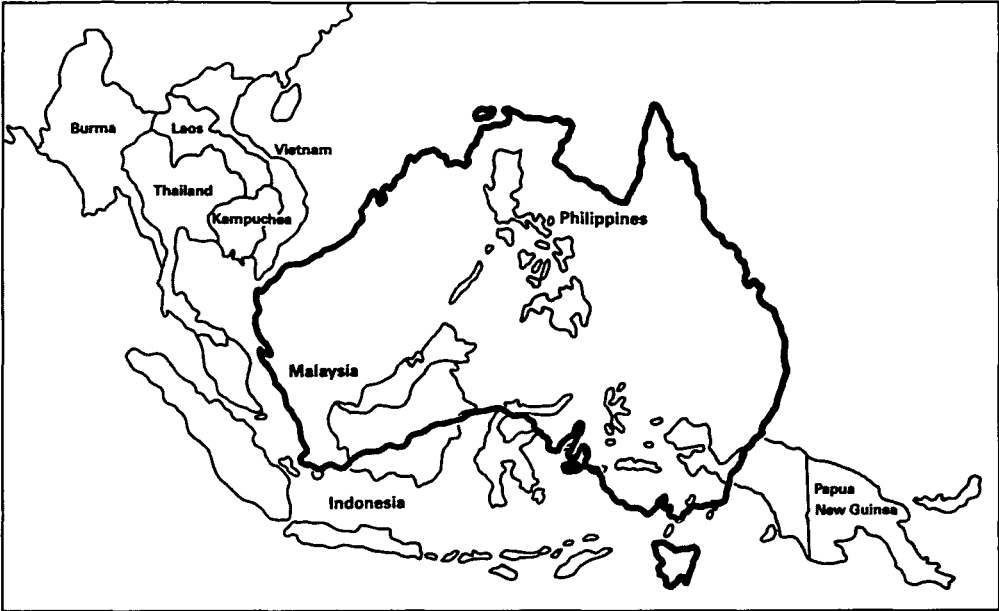 Burma
Laos
Vietnam
Thailand
Kampuchea
Philippines
Malaysia
Indonesia
Papua
New Guinea